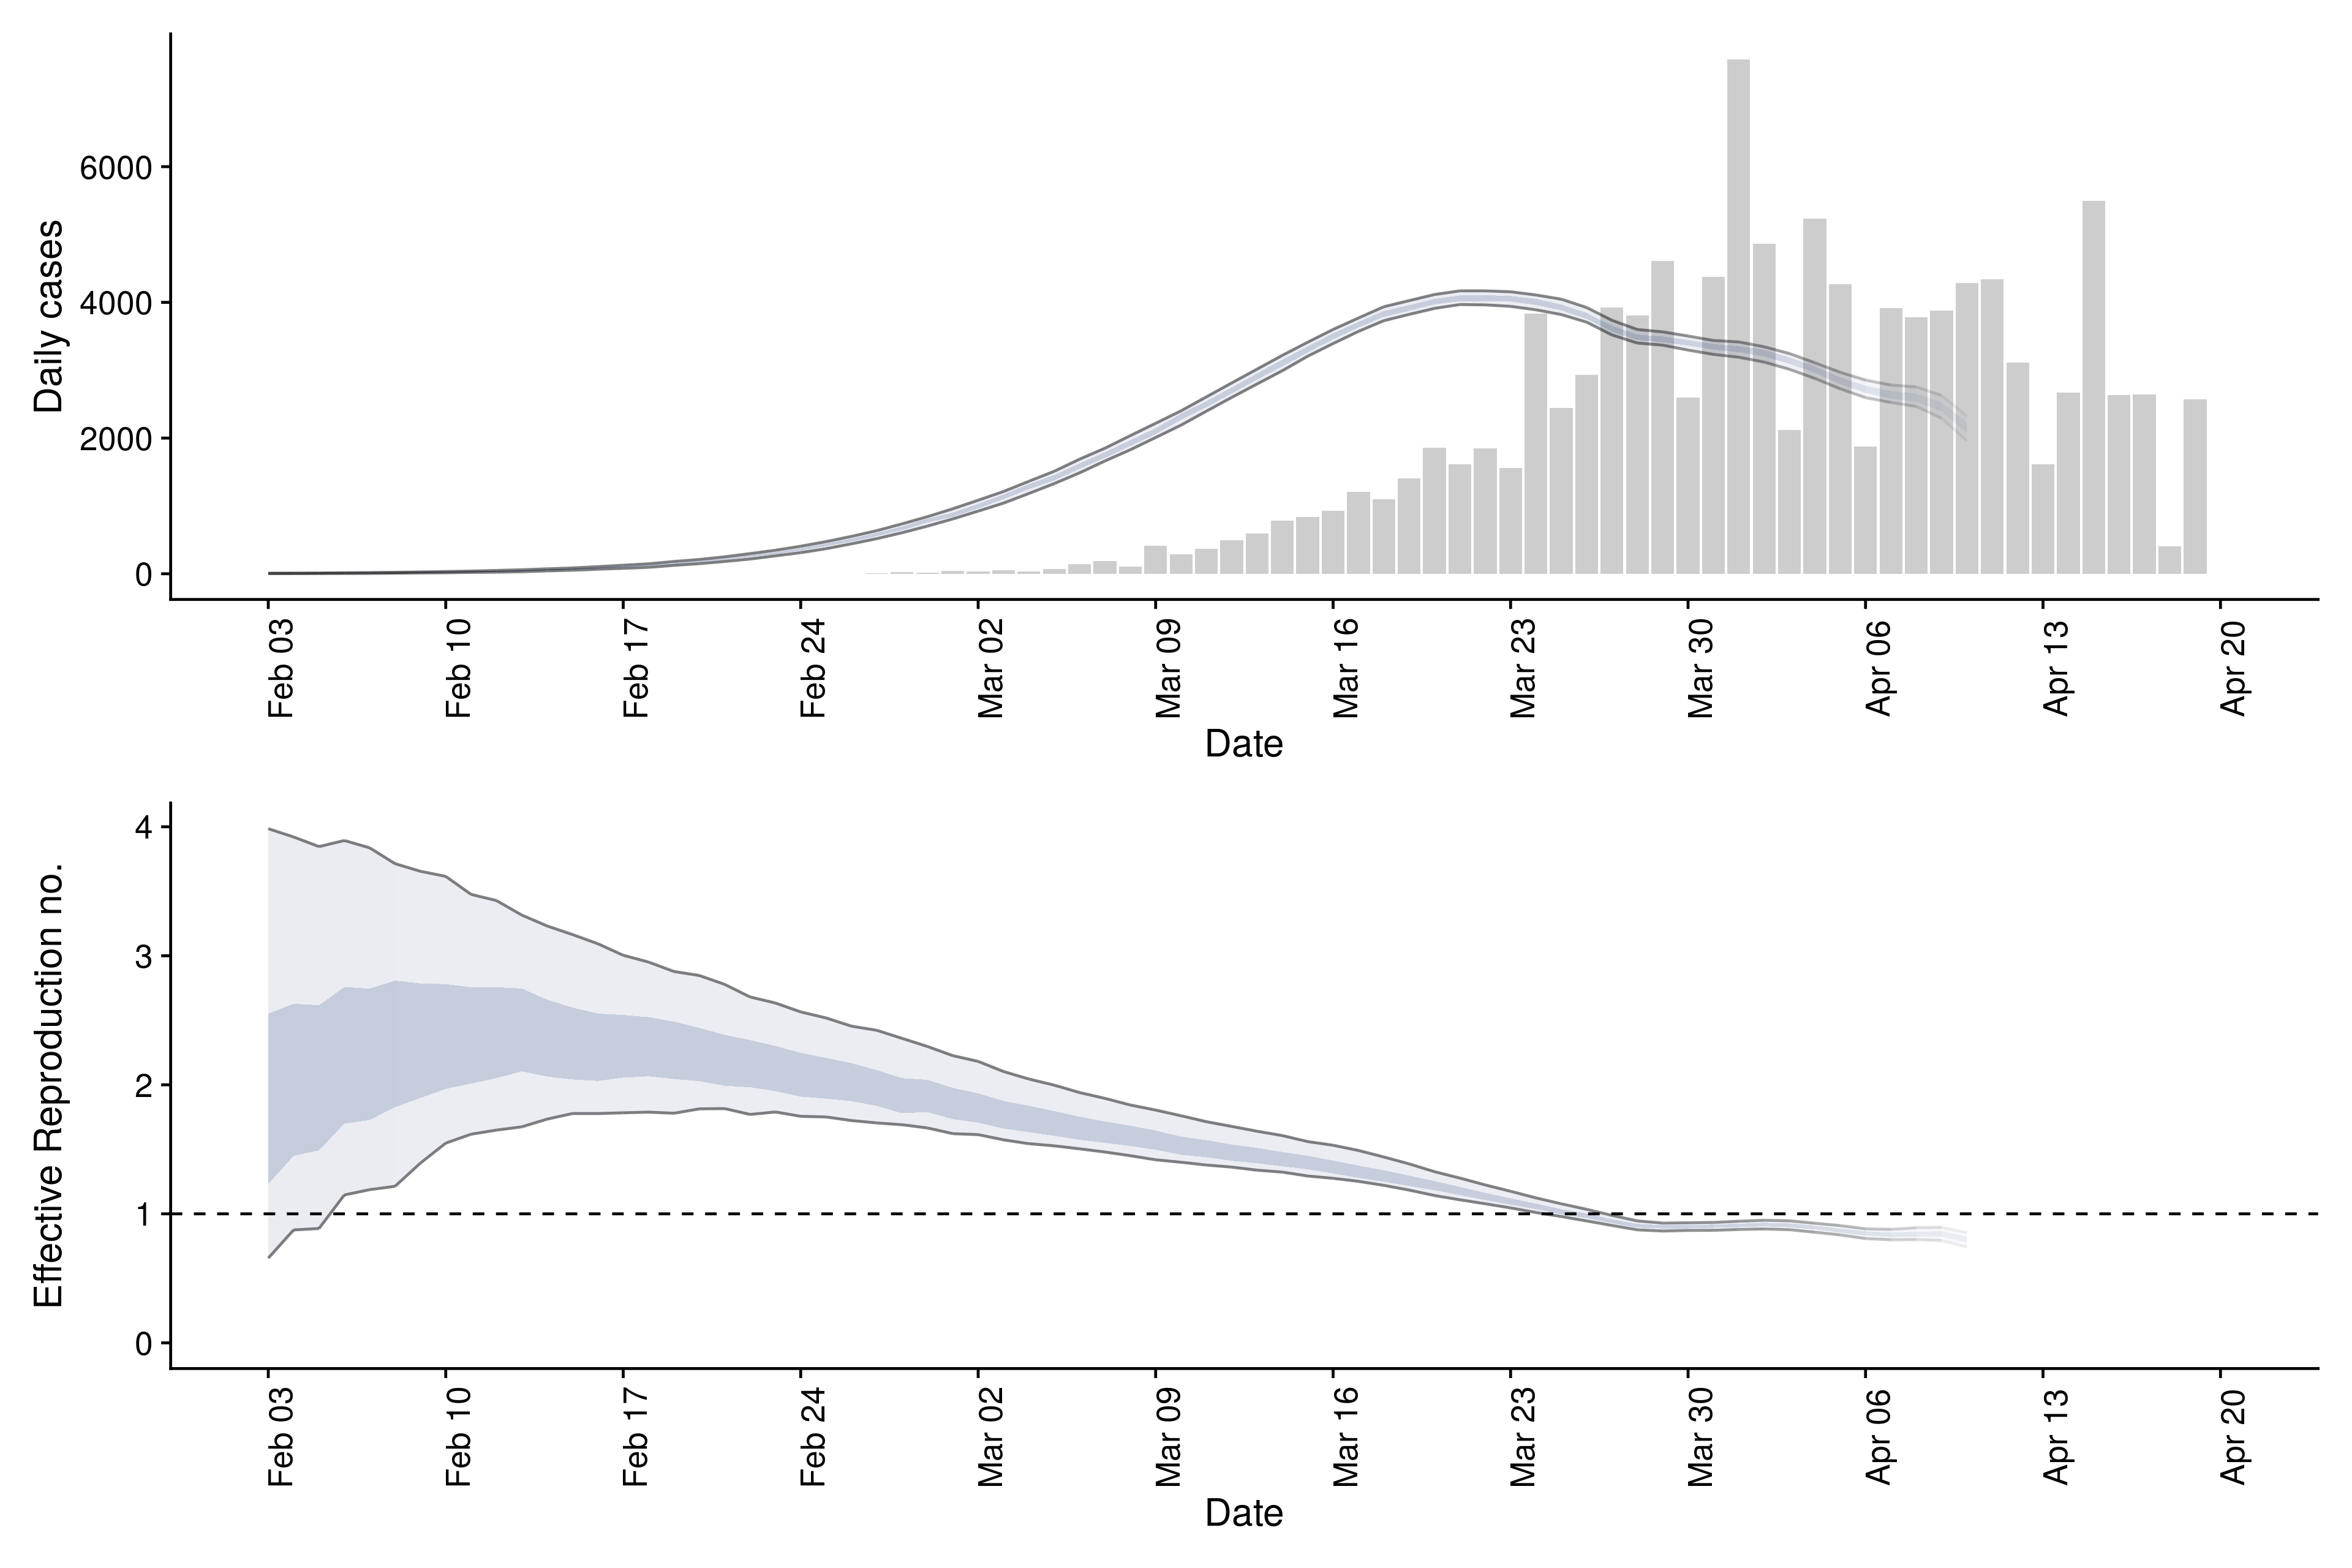 Daily cases
6000
4000
2000
0
Feb 03
Feb 10
Feb 17
Feb 24
Mar 02
Mar 09
Mar 16
Mar 23
Mar 30
Apr 06
Apr 13
Apr 20
Date
Effective Reproduction no.
4
3
2
1
0
Feb 03
Feb 10
Feb 17
Feb 24
Mar 02
Mar 09
Mar 16
Mar 23
Mar 30
Apr 06
Apr 13
Apr 20
Date